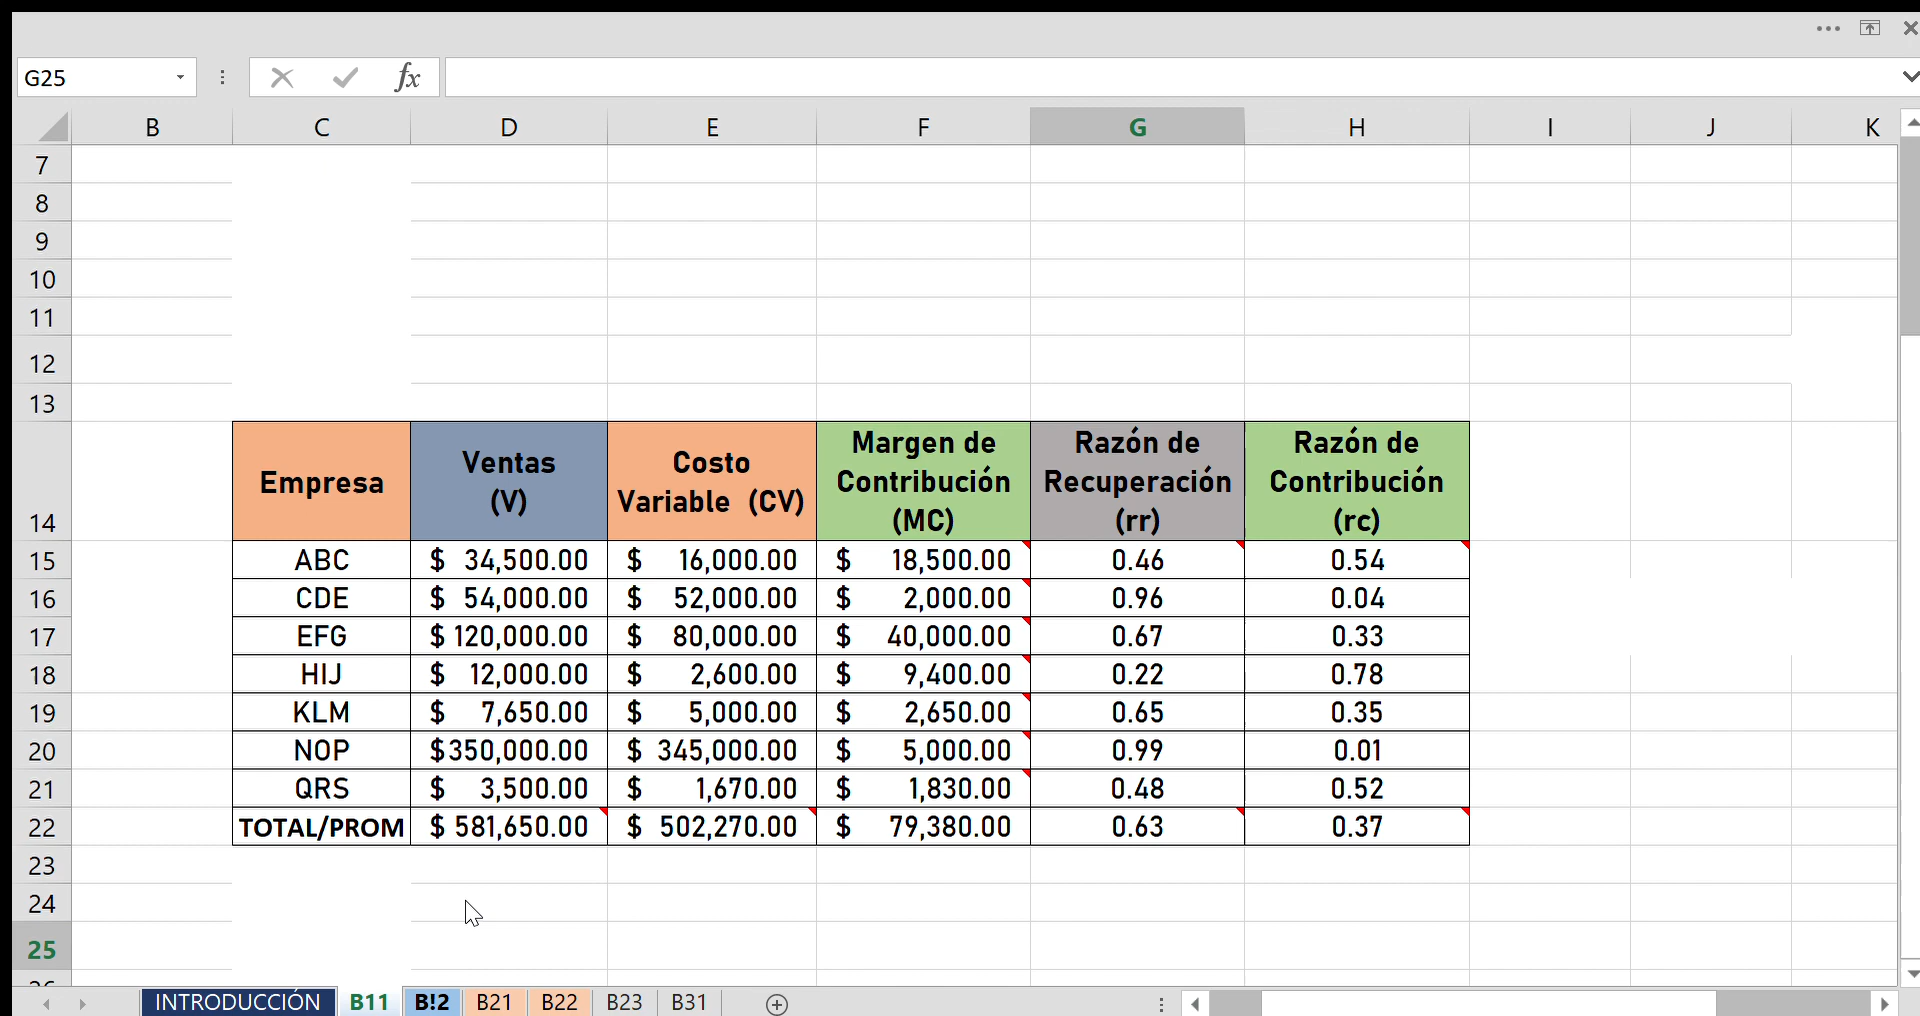 G25 fx
B C D E F G H I J K
7
8
9
10
11
12
13
14 Empresa Ventas (V) Costo Variable (CV) Margen de Contribución (MC) Razón de Recuperación (rr) Razón de Contribución (rc)
15 ABC $ 34,500.00 $ 16,000.00 $ 18,500.00 0.46 0.54
16 CDE $ 54,000.00 $ 52,000.00 $ 2,000.00 0.96 0.04
17 EFG $ 120,000.00 $ 80,000.00 $ 40,000.00 0.67 0.33
18 HIJ $ 12,000.00 $ 2,600.00 $ 9,400.00 0.22 0.78
19 KLM $ 7,650.00 $ 5,000.00 $ 2,650.00 0.65 0.35
20 NOP $350,000.00 $ 345,000.00 $ 5,000.00 0.99 0.01
21 QRS $ 3,500.00 $ 1,670.00 $ 1,830.00 0.48 0.52
22 TOTAL/PROM $ 581,650.00 $ 502,270.00 $ 79,380.00 0.63 0.37
23
24
25
INTRODUCCIÓN B11 B!2 B21 B22 B23 B31